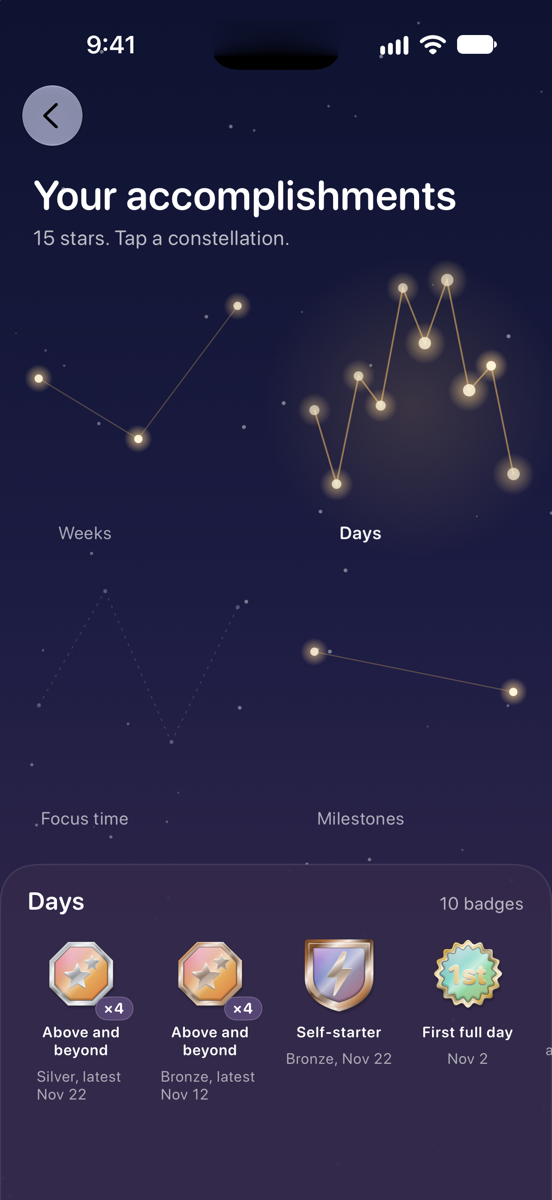 9:41
Your accomplishments
15 stars. Tap a constellation.
Weeks
Days
Focus time
Milestones
Days
10 badges
×4
×4
1st
Above and
beyond
Above and
beyond
Self-starter
First full day
Silver, latest
Nov 22
Bronze, latest
Nov 12
Bronze, Nov 22
Nov 2